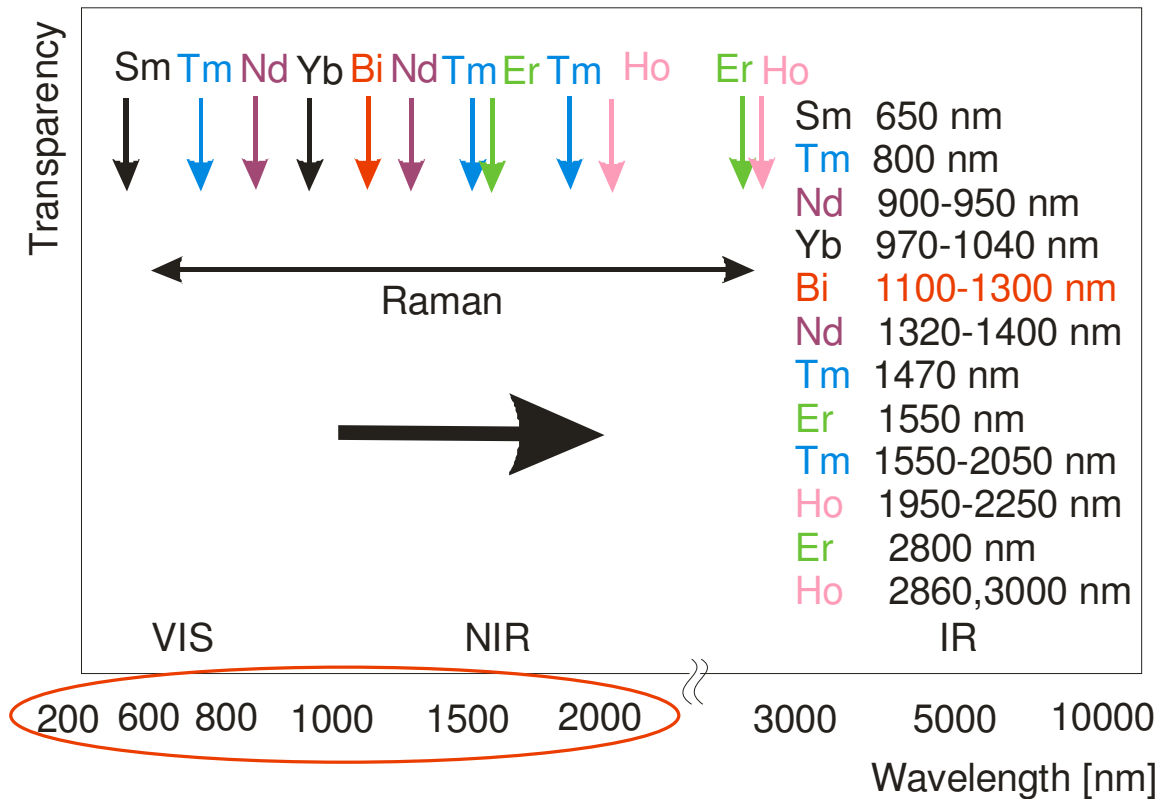 Transparency
Sm Tm Nd Yb Bi Nd Tm Er Tm Ho Er Ho
Sm 650 nm
Tm 800 nm
Nd 900-950 nm
Yb 970-1040 nm
Bi 1100-1300 nm
Nd 1320-1400 nm
Tm 1470 nm
Er 1550 nm
Tm 1550-2050 nm
Ho 1950-2250 nm
Er 2800 nm
Ho 2860,3000 nm
Raman
VIS NIR IR
200 600 800 1000 1500 2000 3000 5000 10000
Wavelength [nm]